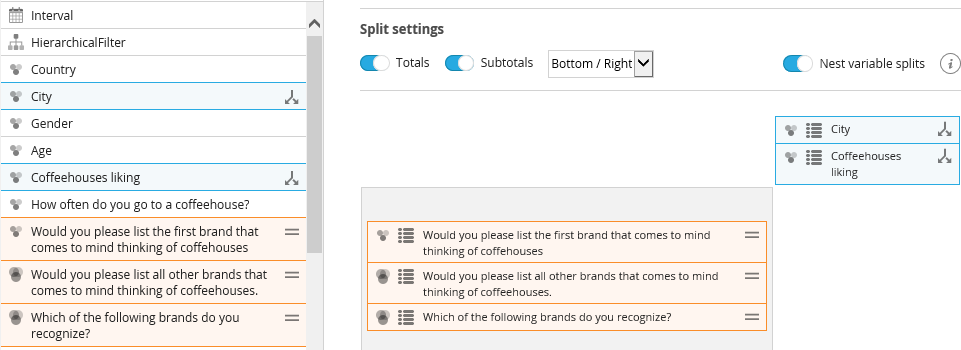 Interval
HierarchicalFilter
Country
City
Gender
Age
Coffeehouses liking
How often do you go to a coffeehouse?
Would you please list the first brand that
comes to mind thinking of coffehouses
Would you please list all other brands that
comes to mind thinking of coffeehouses.
Which of the following brands do you
recognize?
Split settings
Totals
Subtotals
Bottom / Right
Nest variable splits
i
City
Coffeehouses
liking
Would you please list the first brand that comes to mind
thinking of coffehouses
Would you please list all other brands that comes to mind
thinking of coffeehouses.
Which of the following brands do you recognize?